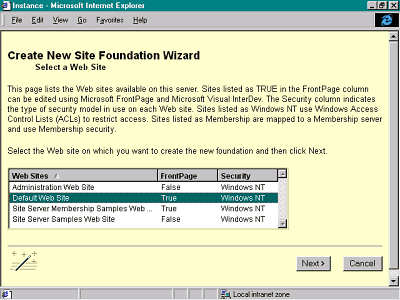 Instance - Microsoft Internet Explorer
File Edit View Go Favorites Help
Create New Site Foundation Wizard
Select a Web Site
This page lists the Web sites available on this server. Sites listed as TRUE in the FrontPage column
can be edited using Microsoft FrontPage and Microsoft Visual InterDev. The Security column indicates
the type of security model in use on each Web site. Sites listed as Windows NT use Windows Access
Control Lists (ACLs) to restrict access. Sites listed as Membership are mapped to a Membership server
and use Membership security.
Select the Web site on which you want to create the new foundation and then click Next.
Web Sites FrontPage Security
Administration Web Site False Windows NT
Default Web Site True Windows NT
Site Server Membership Samples Web ... True Windows NT
Site Server Samples Web Site False Windows NT
Next> Cancel
Local intranet zone